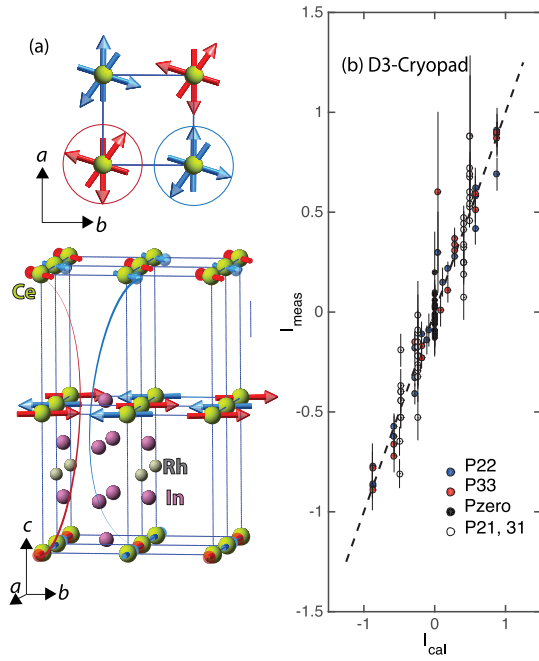 (a)
a
b
Ce
Rh
In
c
a
b
(b) D3-Cryopad
I_meas
1.5
1
0.5
0
-0.5
-1
-1.5
P22
P33
Pzero
P21, 31
-1
0
1
I_cal